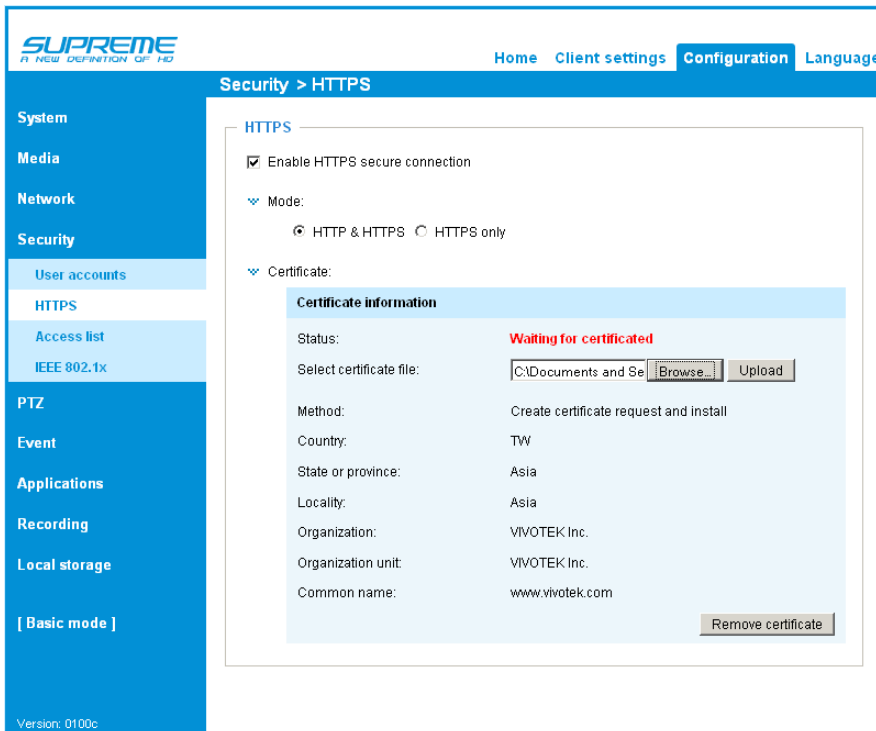 SUPREME
A NEW DEFINITION OF HD
Home Client settings Configuration Language
Security > HTTPS
System
Media
Network
Security
User accounts
HTTPS
Access list
IEEE 802.1x
PTZ
Event
Applications
Recording
Local storage
[ Basic mode ]
Version: 0100c
HTTPS
Enable HTTPS secure connection
Mode:
HTTP & HTTPS HTTPS only
Certificate:
Certificate information
Status: Waiting for certificated
Select certificate file: C:\Documents and Se Browse... Upload
Method: Create certificate request and install
Country: TW
State or province: Asia
Locality: Asia
Organization: VIVOTEK Inc.
Organization unit: VIVOTEK Inc.
Common name: www.vivotek.com
Remove certificate